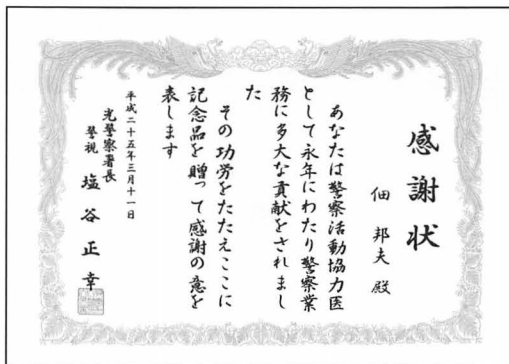 感謝状
佃邦夫殿
あなたは警察活動協力医
として永年にわたり警察業
務に多大な貢献をされまし
た
その功労をたたえここに
記念品を贈って感謝の意を
表します
平成二十五年三月十一日
光警察署長
警視 塩谷正幸